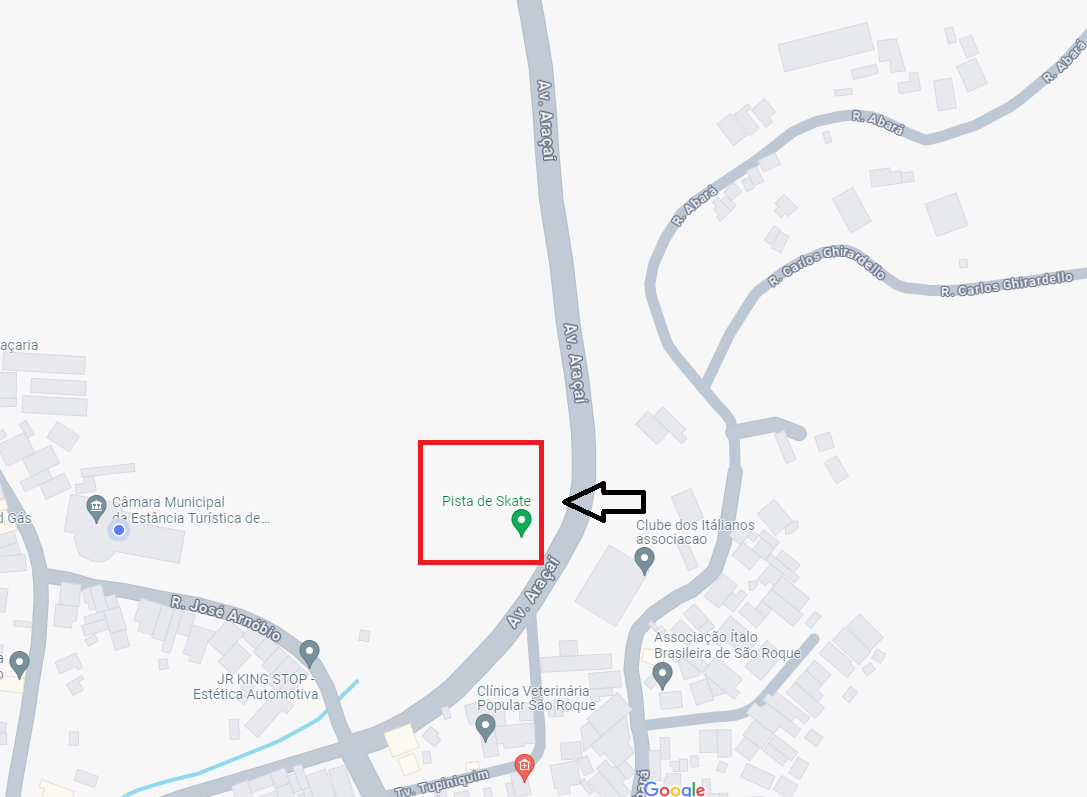 Av. Araçaí
R. Abará
R. Abará
R. Abará
R. Carlos Ghirardello
R. Carlos Ghirardello
açaria
Av. Araçaí
Pista de Skate
Câmara Municipal
da Estância Turística de...
d Gás
Clube dos Italianos
associacao
Av. Araçaí
R. José Arnóbio
Associação Ítalo
Brasileira de São Roque
JR KING STOP -
Estética Automotiva
Clínica Veterinária
Popular São Roque
Tv. Tupiniquim
Google